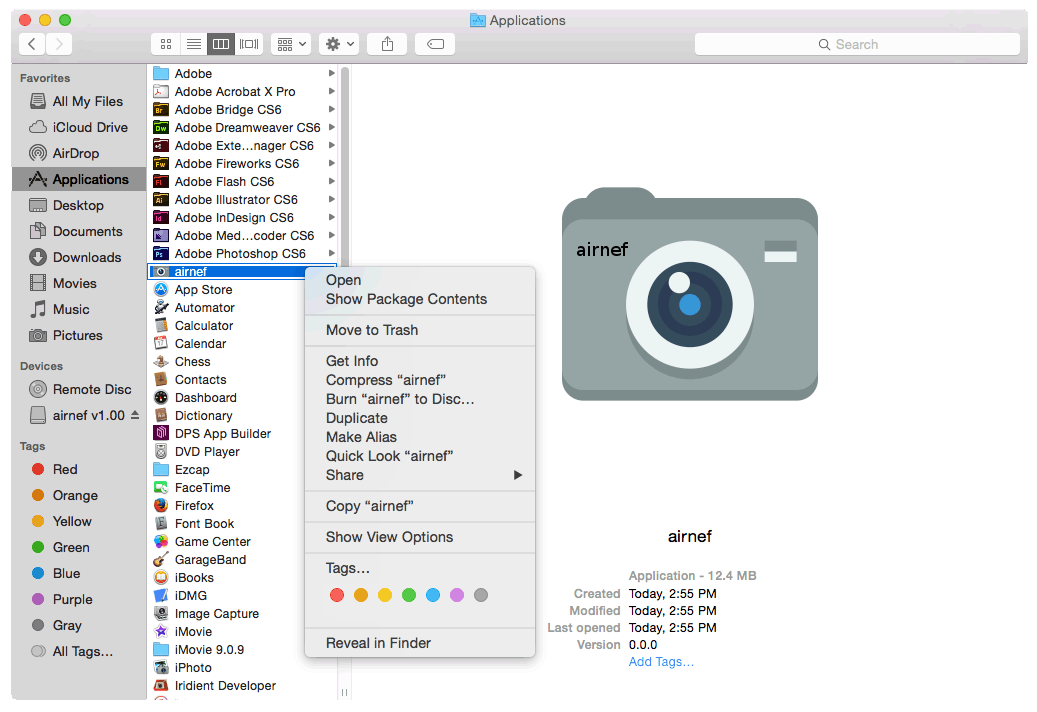 Applications
Search
Favorites
All My Files
iCloud Drive
AirDrop
Applications
Desktop
Documents
Downloads
Movies
Music
Pictures
Devices
Remote Disc
airnef v1.00
Tags
Red
Orange
Yellow
Green
Blue
Purple
Gray
All Tags…
Adobe
Adobe Acrobat X Pro
Br Adobe Bridge CS6
Dw Adobe Dreamweaver CS6
Adobe Exte…nager CS6
Fw Adobe Fireworks CS6
Fl Adobe Flash CS6
Ai Adobe Illustrator CS6
Id Adobe InDesign CS6
Adobe Med…coder CS6
Ps Adobe Photoshop CS6
airnef
App Store
Automator
Calculator
Calendar
Chess
Contacts
Dashboard
Dictionary
DPS App Builder
DVD Player
Ezcap
FaceTime
Firefox
Font Book
Game Center
GarageBand
iBooks
iDMG
Image Capture
iMovie
iMovie 9.0.9
iPhoto
Iridient Developer
Open
Show Package Contents
Move to Trash
Get Info
Compress “airnef”
Burn “airnef” to Disc…
Duplicate
Make Alias
Quick Look “airnef”
Share
Copy “airnef”
Show View Options
Tags…
Reveal in Finder
airnef
airnef
Application - 12.4 MB
Created Today, 2:55 PM
Modified Today, 2:55 PM
Last opened Today, 2:55 PM
Version 0.0.0
Add Tags…